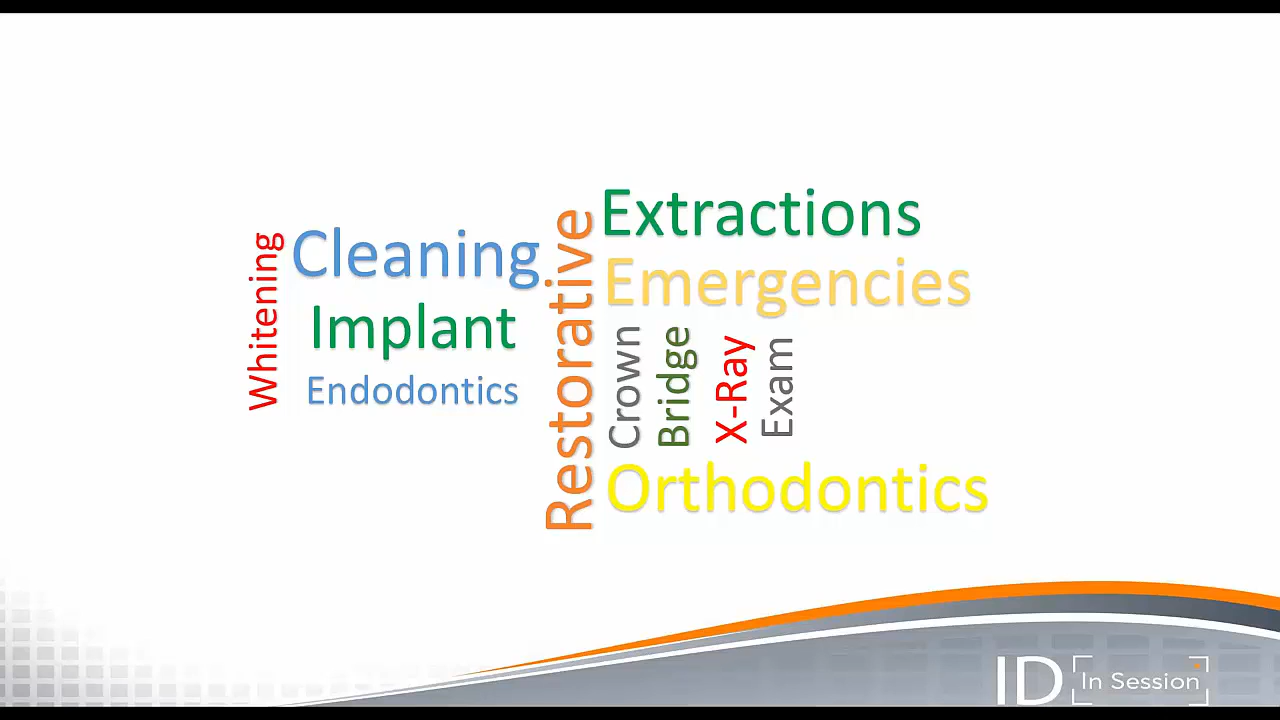 Whitening
Cleaning
Implant
Endodontics
Restorative
Extractions
Emergencies
Crown
Bridge
X-Ray
Exam
Orthodontics
ID In Session